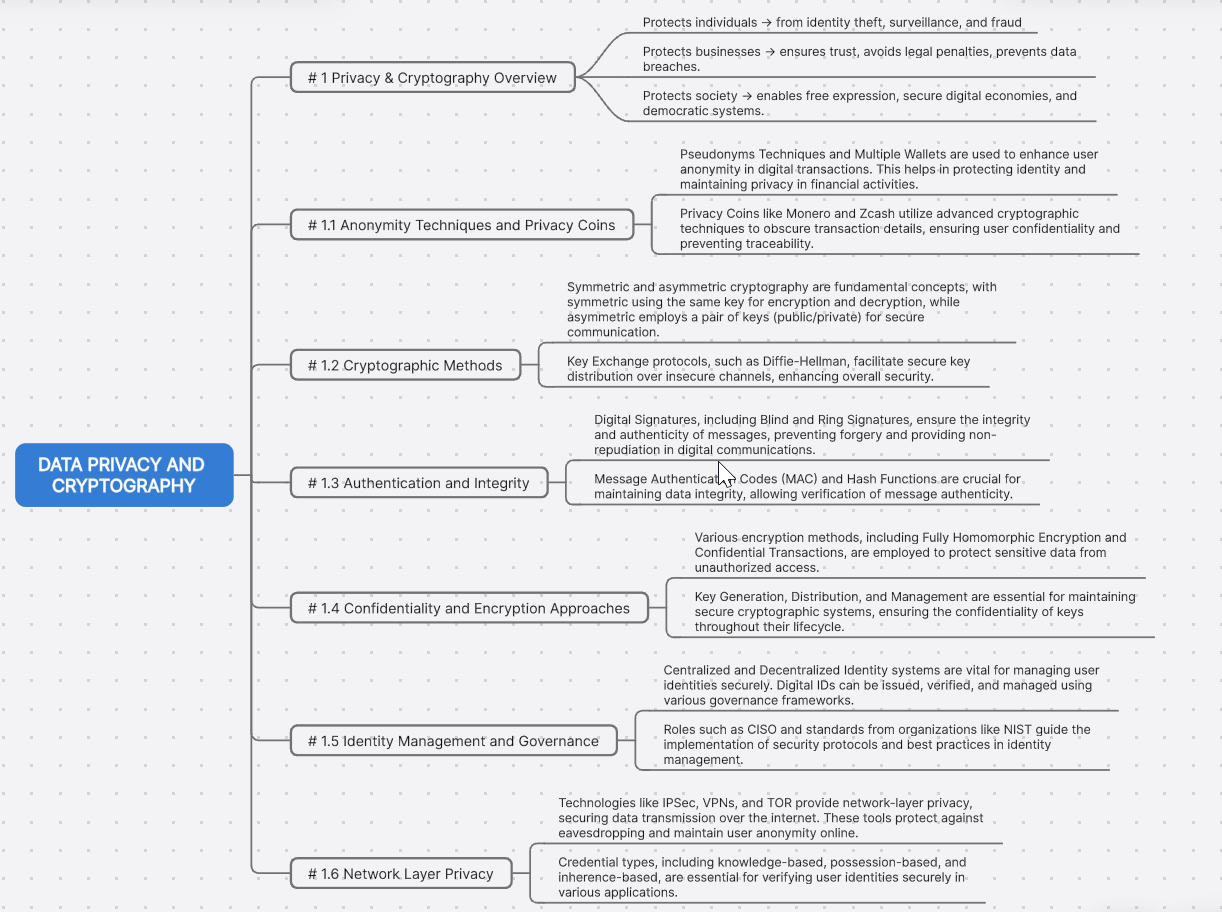 Protects individuals → from identity theft, surveillance, and fraud
# 1 Privacy & Cryptography Overview
Protects businesses → ensures trust, avoids legal penalties, prevents data
breaches.
Protects society → enables free expression, secure digital economies, and
democratic systems.
Pseudonyms Techniques and Multiple Wallets are used to enhance user
anonymity in digital transactions. This helps in protecting identity and
maintaining privacy in financial activities.
# 1.1 Anonymity Techniques and Privacy Coins
Privacy Coins like Monero and Zcash utilize advanced cryptographic
techniques to obscure transaction details, ensuring user confidentiality and
preventing traceability.
Symmetric and asymmetric cryptography are fundamental concepts, with
symmetric using the same key for encryption and decryption, while
asymmetric employs a pair of keys (public/private) for secure
communication.
# 1.2 Cryptographic Methods
Key Exchange protocols, such as Diffie-Hellman, facilitate secure key
distribution over insecure channels, enhancing overall security.
DATA PRIVACY AND
CRYPTOGRAPHY
Digital Signatures, including Blind and Ring Signatures, ensure the integrity
and authenticity of messages, preventing forgery and providing non-
repudiation in digital communications.
# 1.3 Authentication and Integrity
Message Authentication Codes (MAC) and Hash Functions are crucial for
maintaining data integrity, allowing verification of message authenticity.
Various encryption methods, including Fully Homomorphic Encryption and
Confidential Transactions, are employed to protect sensitive data from
unauthorized access.
# 1.4 Confidentiality and Encryption Approaches
Key Generation, Distribution, and Management are essential for maintaining
secure cryptographic systems, ensuring the confidentiality of keys
throughout their lifecycle.
Centralized and Decentralized Identity systems are vital for managing user
identities securely. Digital IDs can be issued, verified, and managed using
various governance frameworks.
# 1.5 Identity Management and Governance
Roles such as CISO and standards from organizations like NIST guide the
implementation of security protocols and best practices in identity
management.
Technologies like IPSec, VPNs, and TOR provide network-layer privacy,
securing data transmission over the internet. These tools protect against
eavesdropping and maintain user anonymity online.
# 1.6 Network Layer Privacy
Credential types, including knowledge-based, possession-based, and
inherence-based, are essential for verifying user identities securely in
various applications.